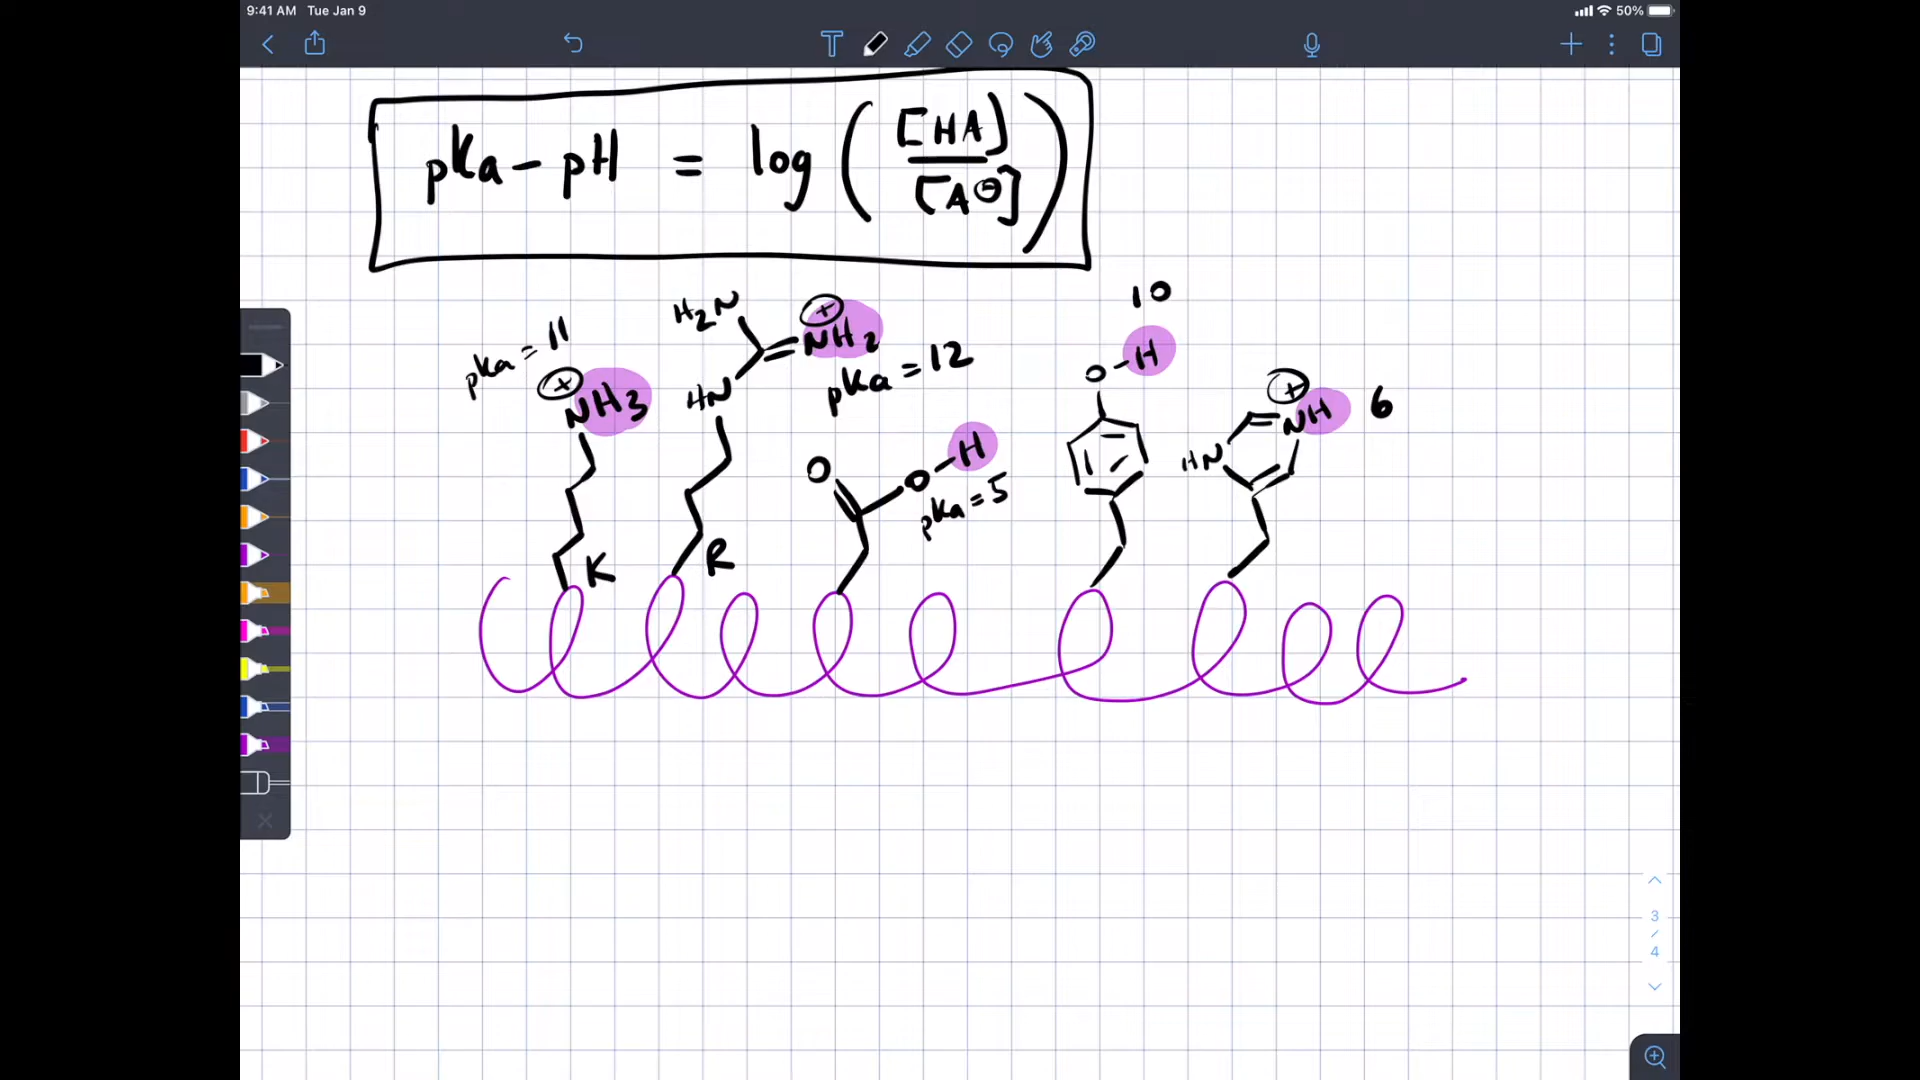 9:41 AM Tue Jan 9
50%
pKa - pH = log ([HA] / [A⊖])
10
H₂N
⊕
NH₂
pKa = 11
O-H
pKa = 12
⊕
NH3
HN
⊕
NH
6
H
O
O
HN
pKa = 5
K
R
3
/
4